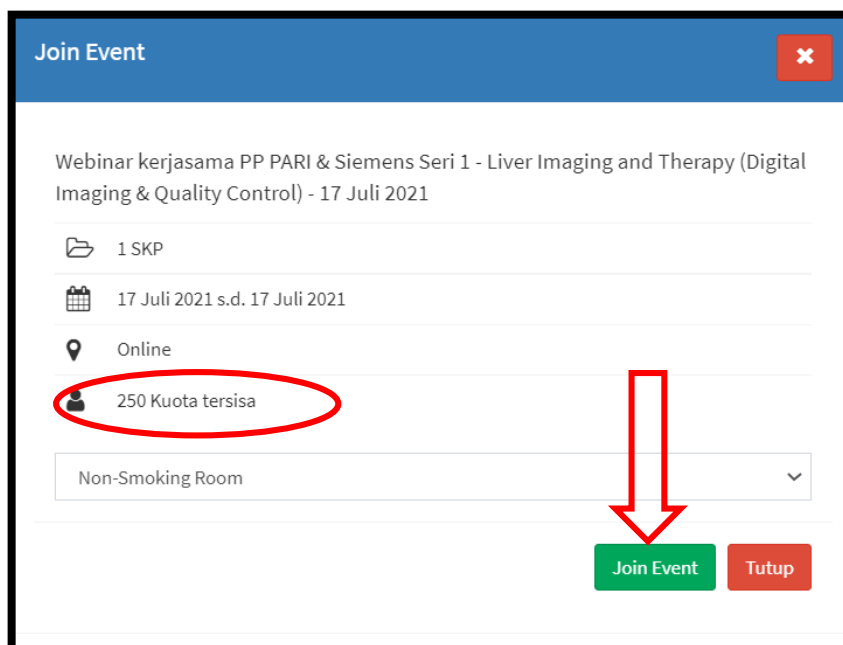 Join Event
Webinar kerjasama PP PARI & Siemens Seri 1 - Liver Imaging and Therapy (Digital
Imaging & Quality Control) - 17 Juli 2021
1 SKP
17 Juli 2021 s.d. 17 Juli 2021
Online
250 Kuota tersisa
Non-Smoking Room
Join Event Tutup